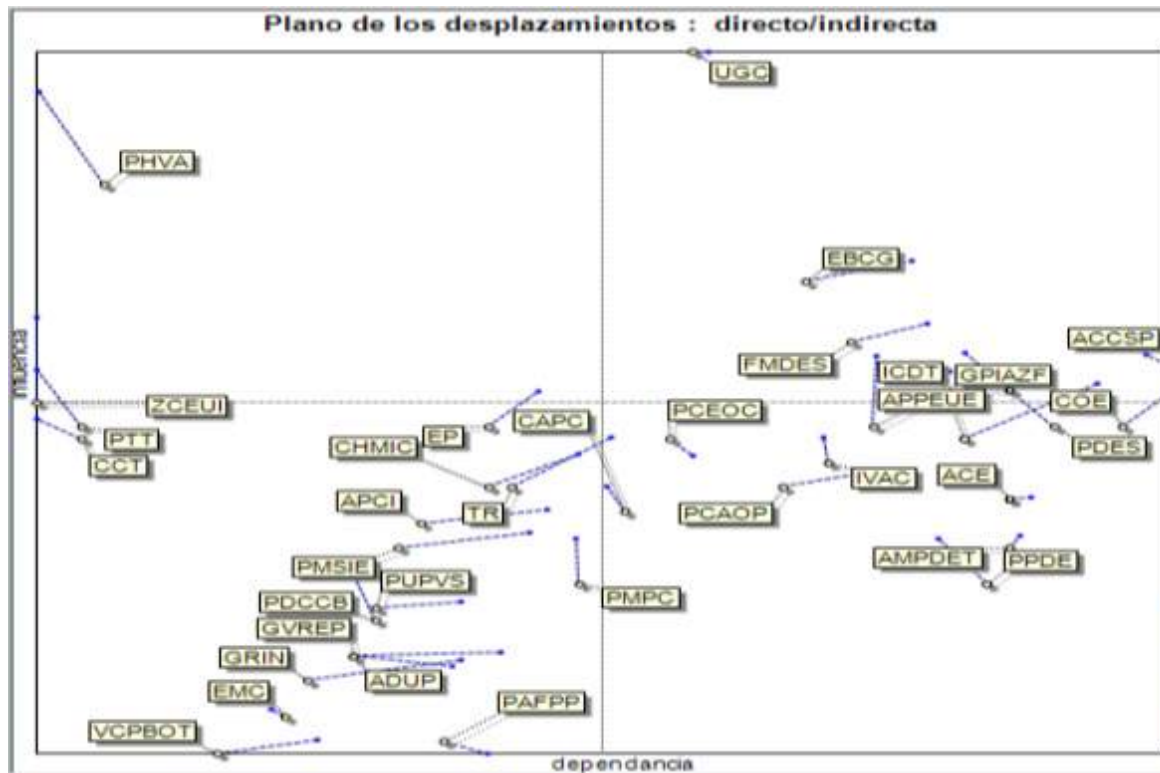 Plano de los desplazamientos : directo/indirecta
UGC
PHVA
EBCG
ACCSP
FMDES
influencia
ICDT
GPIAZF
ZCEUI
APPEUE
COE
CAPC
PCEOC
PTT
EP
PDES
CHMIC
CCT
IVAC
ACE
APCI
TR
PCAOP
PMSIE
AMPDET
PPDE
PUPVS
PDCCB
PMPC
GVREP
GRIN
ADUP
EMC
PAFPP
VCPBOT
dependancia